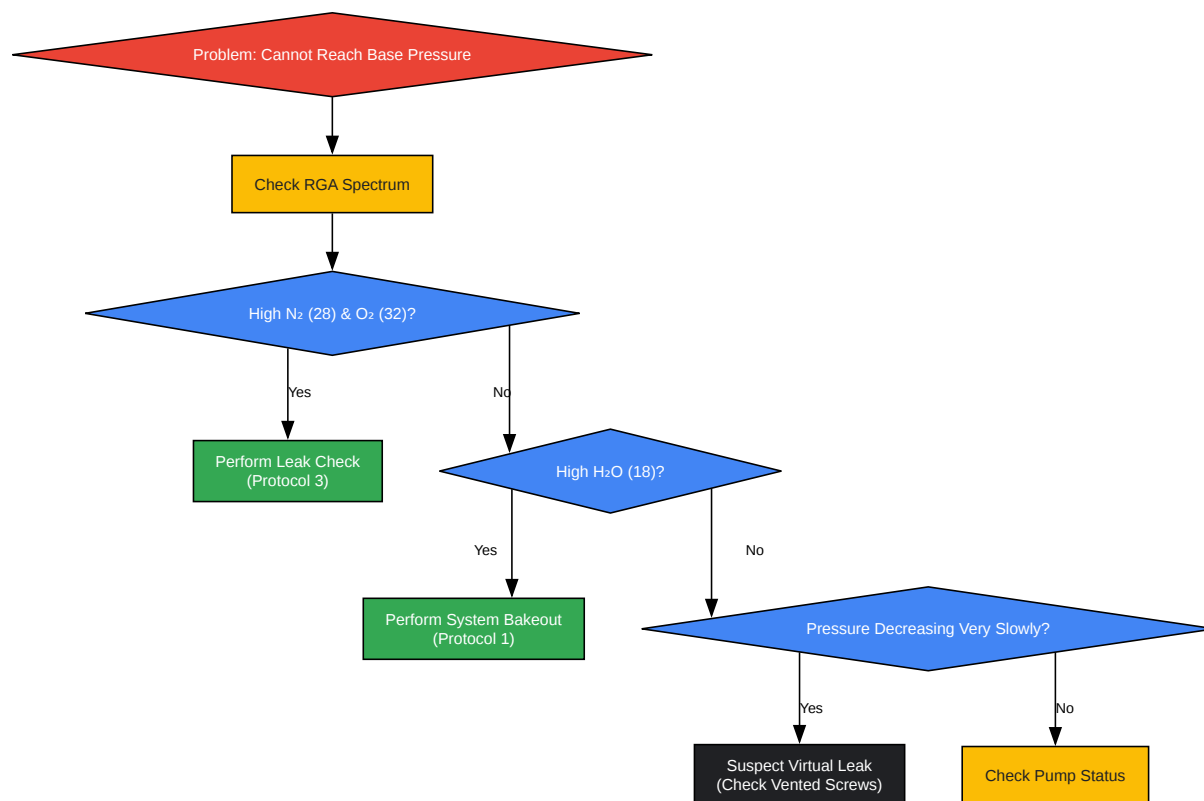 Problem: Cannot Reach Base Pressure
Check RGA Spectrum
High N₂ (28) & O₂ (32)?
Yes
No
Perform Leak Check
(Protocol 3)
High H₂O (18)?
Yes
No
Perform System Bakeout
(Protocol 1)
Pressure Decreasing Very Slowly?
Yes
No
Suspect Virtual Leak
(Check Vented Screws)
Check Pump Status